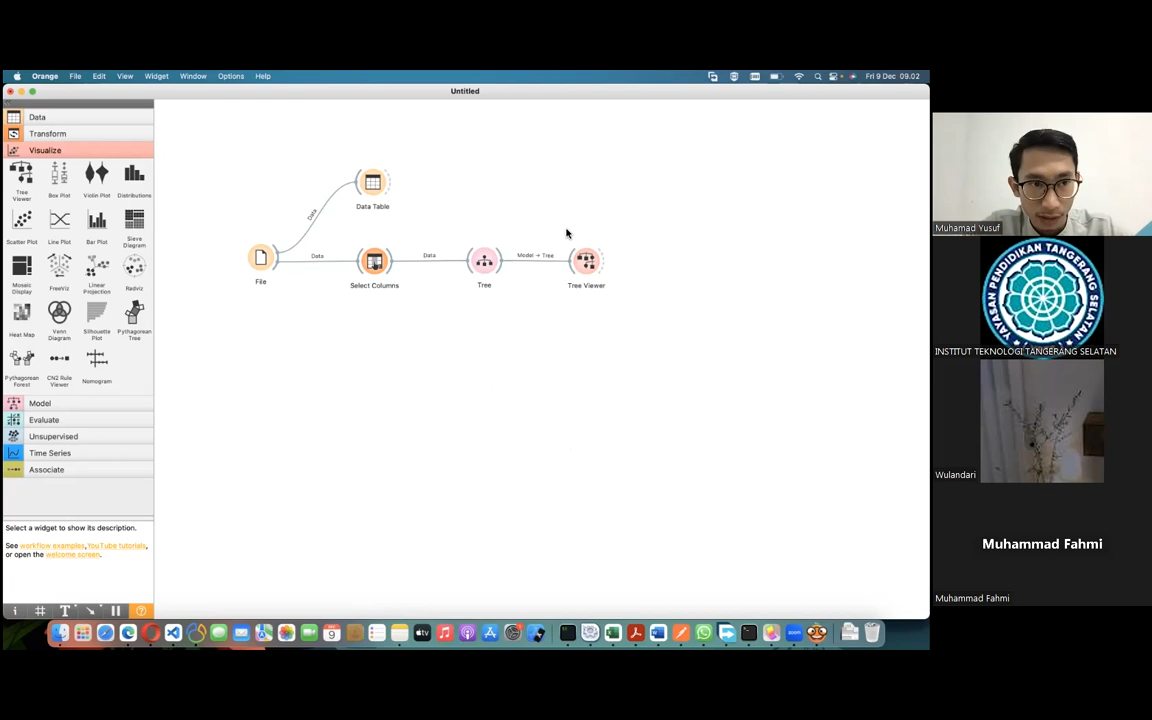 Orange File Edit View Widget Window Options Help
Fri 9 Dec 09.02
Untitled
Data
Transform
Visualize
Tree Viewer
Box Plot
Violin Plot
Distributions
Scatter Plot
Line Plot
Bar Plot
Sieve Diagram
Mosaic Display
FreeViz
Linear Projection
Radviz
Heat Map
Venn Diagram
Silhouette Plot
Pythagorean Tree
Pythagorean Forest
CN2 Rule Viewer
Nomogram
Model
Evaluate
Unsupervised
Time Series
Associate
Select a widget to show its description.
See workflow examples, YouTube tutorials,
or open the welcome screen.
Data
Data Table
File
Data
Select Columns
Data
Tree
Model → Tree
Tree Viewer
Muhamad Yusuf
YAYASAN PENDIDIKAN TANGERANG SELATAN
INSTITUT TEKNOLOGI TANGERANG SELATAN
Wulandari
Muhammad Fahmi
Muhammad Fahmi